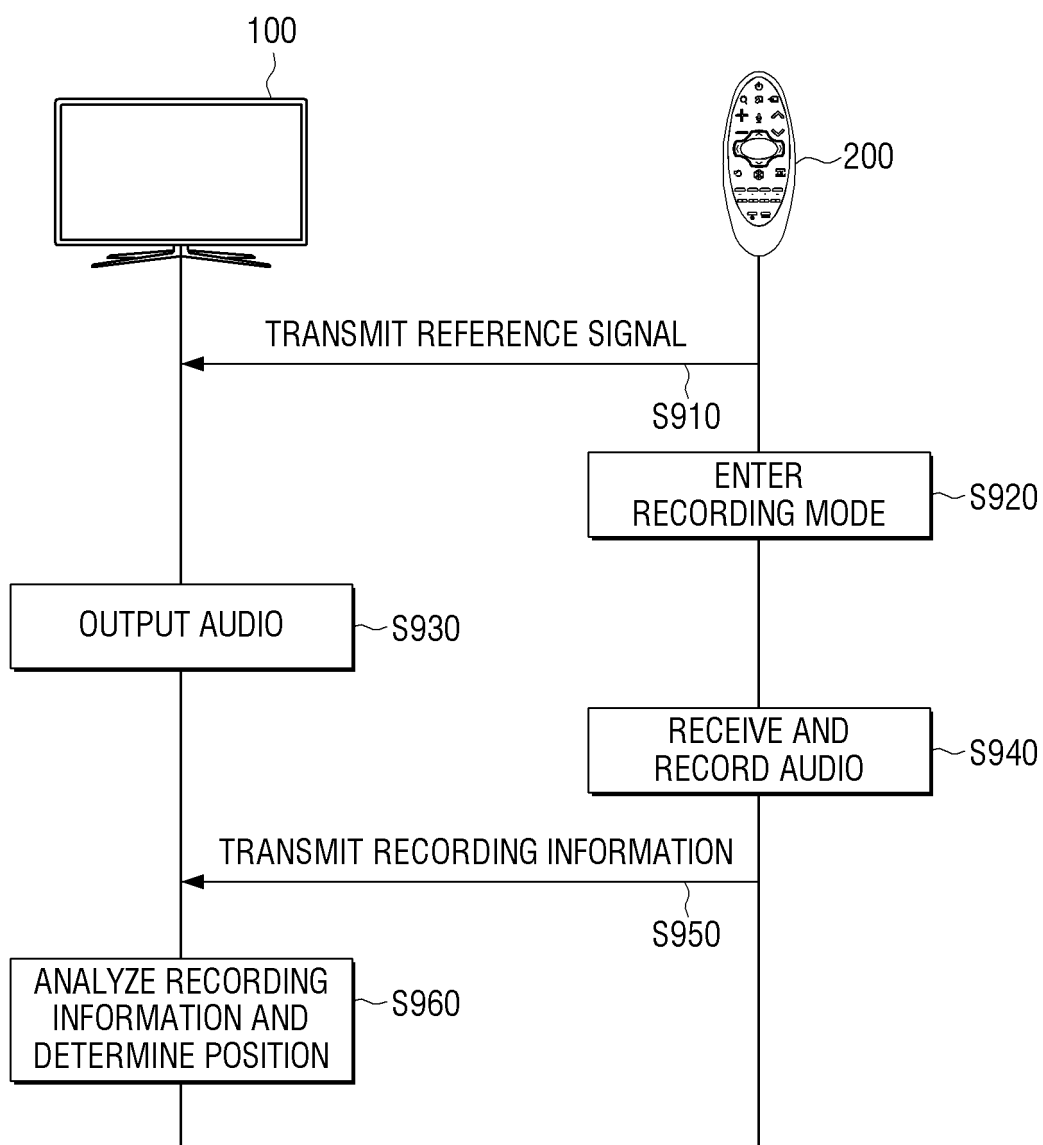 100
200
TRANSMIT REFERENCE SIGNAL
S910
ENTER
RECORDING MODE
S920
OUTPUT AUDIO
S930
RECEIVE AND
RECORD AUDIO
S940
TRANSMIT RECORDING INFORMATION
S950
ANALYZE RECORDING
INFORMATION AND
DETERMINE POSITION
S960